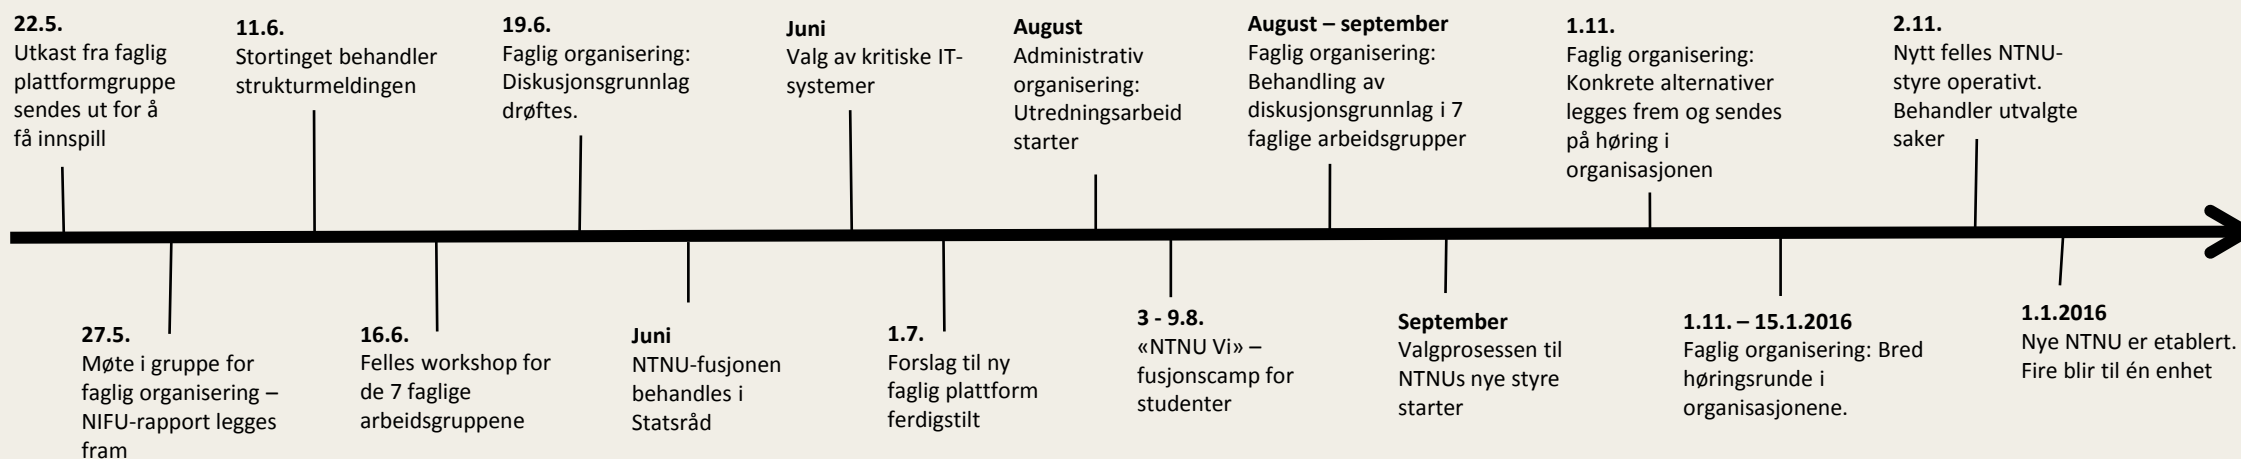 22.5.
Utkast fra faglig
plattformgruppe
sendes ut for å
få innspill
11.6.
Stortinget behandler
strukturmeldingen
19.6.
Faglig organisering:
Diskusjonsgrunnlag
drøftes.
Juni
Valg av kritiske IT-
systemer
August
Administrativ
organisering:
Utredningsarbeid
starter
August – september
Faglig organisering:
Behandling av
diskusjonsgrunnlag i 7
faglige arbeidsgrupper
1.11.
Faglig organisering:
Konkrete alternativer
legges frem og sendes
på høring i
organisasjonen
2.11.
Nytt felles NTNU-
styre operativt.
Behandler utvalgte
saker
27.5.
Møte i gruppe for
faglig organisering –
NIFU-rapport legges
fram
16.6.
Felles workshop for
de 7 faglige
arbeidsgruppene
Juni
NTNU-fusjonen
behandles i
Statsråd
1.7.
Forslag til ny
faglig plattform
ferdigstilt
3 - 9.8.
«NTNU Vi» –
fusjonscamp for
studenter
September
Valgprosessen til
NTNUs nye styre
starter
1.11. – 15.1.2016
Faglig organisering: Bred
høringsrunde i
organisasjonene.
1.1.2016
Nye NTNU er etablert.
Fire blir til én enhet